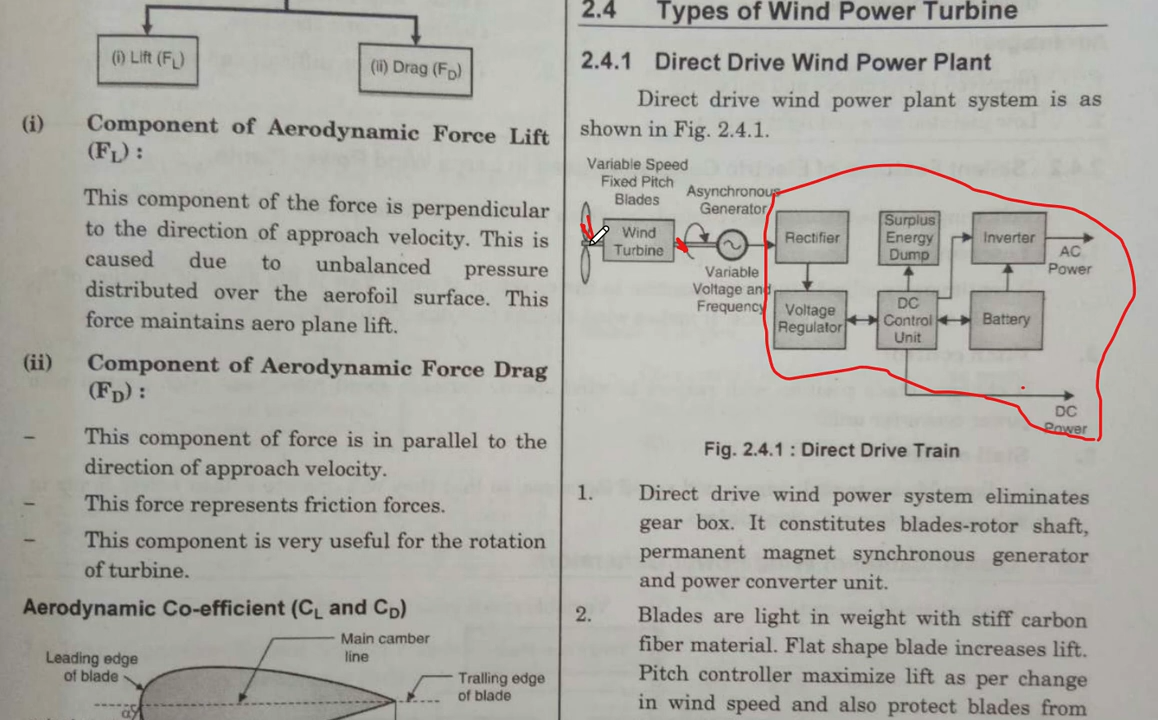 (i) Lift (FL)
(ii) Drag (FD)
(i) Component of Aerodynamic Force Lift
(FL) :
This component of the force is perpendicular
to the direction of approach velocity. This is
caused due to unbalanced pressure
distributed over the aerofoil surface. This
force maintains aero plane lift.
(ii) Component of Aerodynamic Force Drag
(FD) :
– This component of force is in parallel to the
direction of approach velocity.
– This force represents friction forces.
– This component is very useful for the rotation
of turbine.
Aerodynamic Co-efficient (CL and CD)
Main camber
line
Leading edge
of blade
Tralling edge
of blade
α
2.4 Types of Wind Power Turbine
2.4.1 Direct Drive Wind Power Plant
Direct drive wind power plant system is as
shown in Fig. 2.4.1.
Variable Speed
Fixed Pitch
Blades
Asynchronous
Generator
Wind
Turbine
Variable
Voltage and
Frequency
Rectifier
Surplus
Energy
Dump
Inverter
AC
Power
Voltage
Regulator
DC
Control
Unit
Battery
DC
Power
Fig. 2.4.1 : Direct Drive Train
1. Direct drive wind power system eliminates
gear box. It constitutes blades-rotor shaft,
permanent magnet synchronous generator
and power converter unit.
2. Blades are light in weight with stiff carbon
fiber material. Flat shape blade increases lift.
Pitch controller maximize lift as per change
in wind speed and also protect blades from